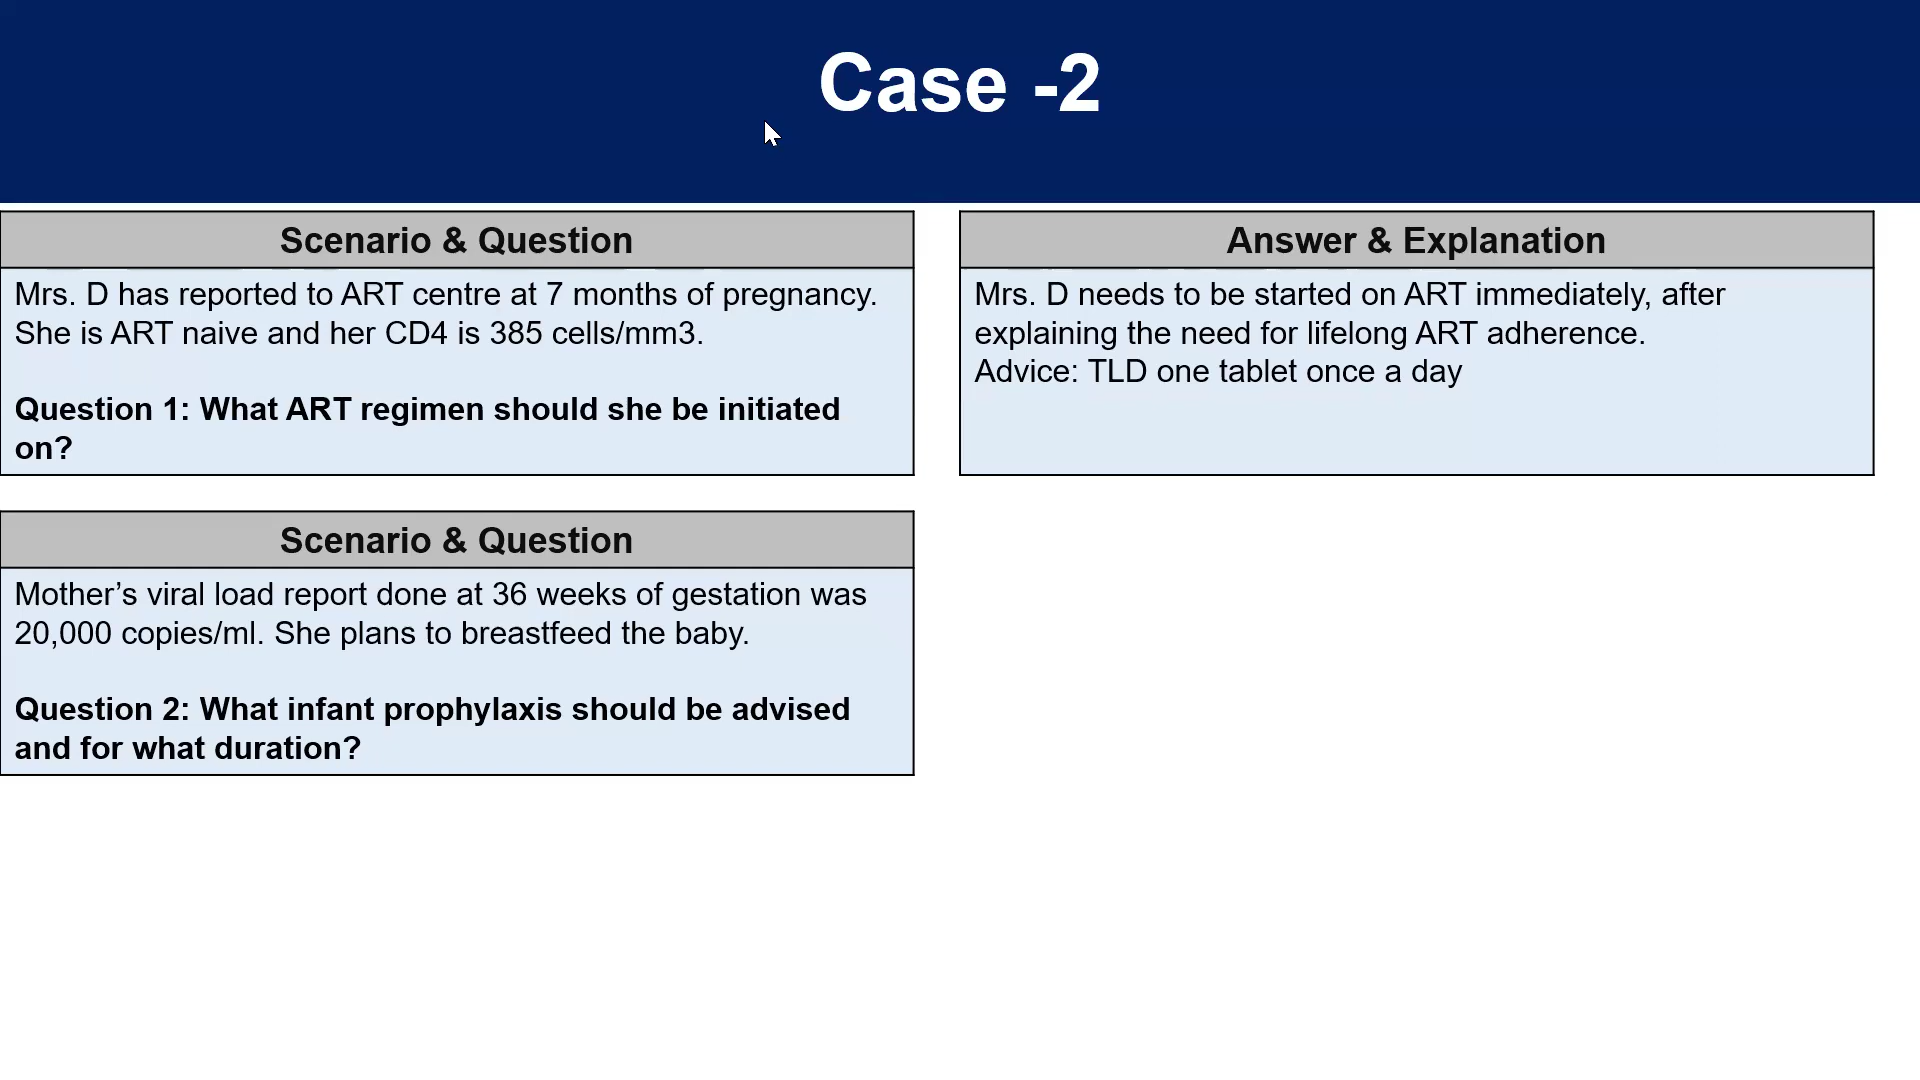 Case -2
Scenario & Question
Mrs. D has reported to ART centre at 7 months of pregnancy.
She is ART naive and her CD4 is 385 cells/mm3.
Question 1: What ART regimen should she be initiated
on?
Answer & Explanation
Mrs. D needs to be started on ART immediately, after
explaining the need for lifelong ART adherence.
Advice: TLD one tablet once a day
Scenario & Question
Mother’s viral load report done at 36 weeks of gestation was
20,000 copies/ml. She plans to breastfeed the baby.
Question 2: What infant prophylaxis should be advised
and for what duration?